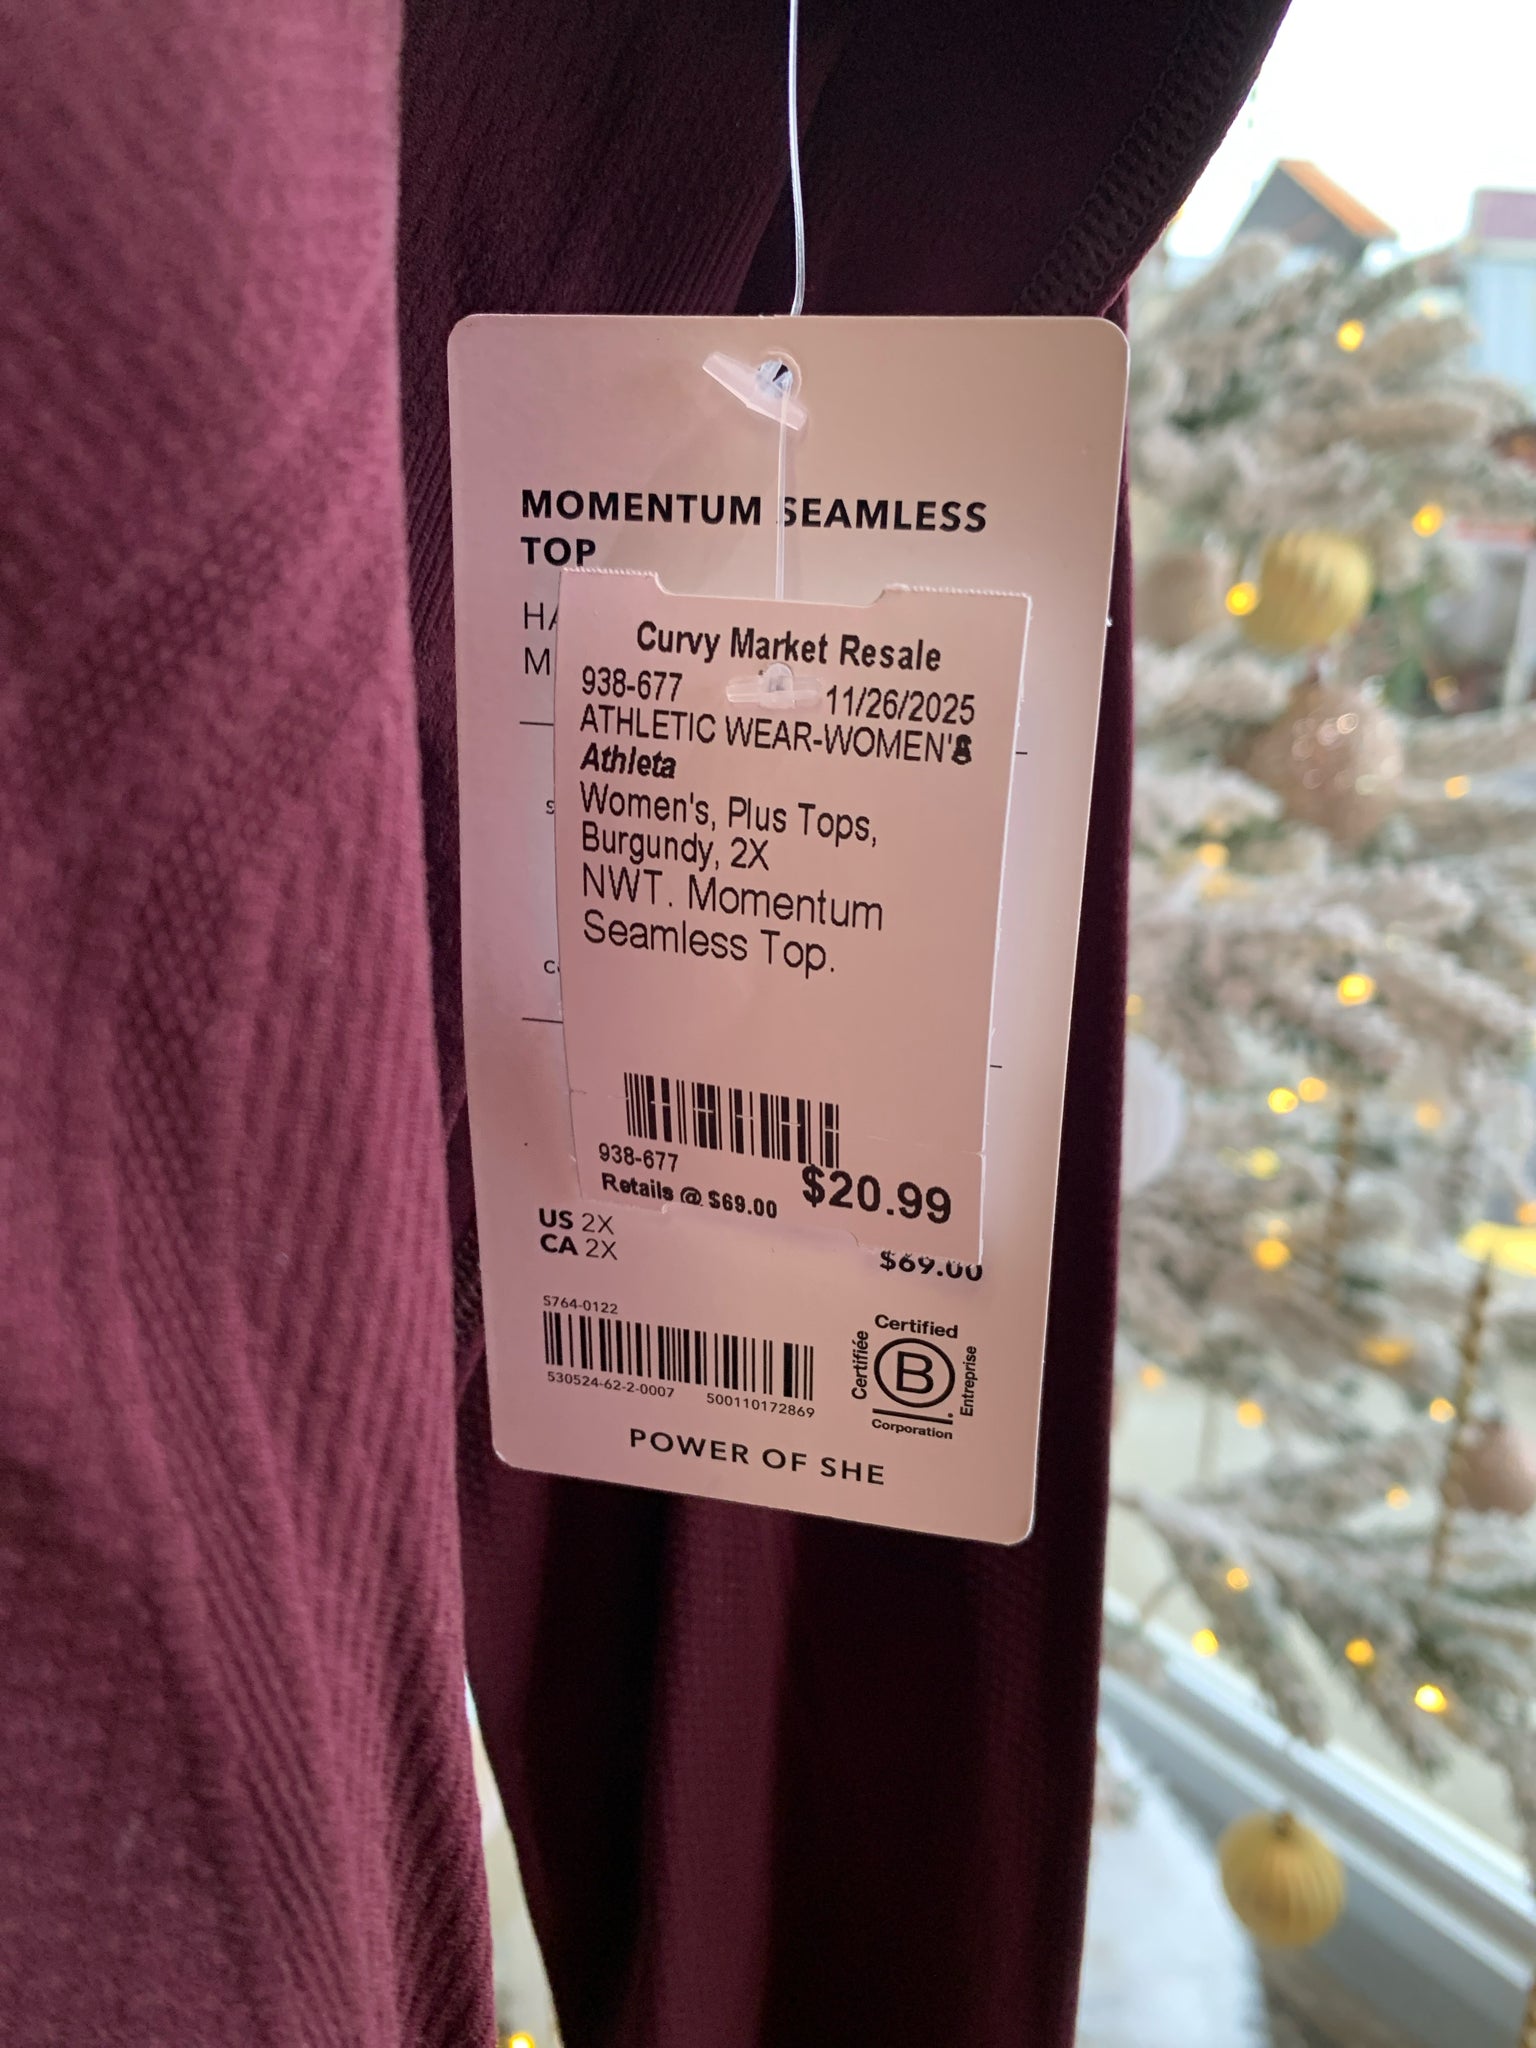 MOMENTUM SEAMLESS
TOP
Curvy Market Resale
938-677
11/26/2025
ATHLETIC WEAR-WOMEN'S
Athleta
Women's, Plus Tops,
Burgundy, 2X
NWT. Momentum
Seamless Top.
938-677
Retails @ $69.00
$20.99
US 2X
CA 2X
$69.00
S764-0122
530524-62-2-0007
500110172869
Certified
Certifiée
B
Entreprise
Corporation
POWER OF SHE